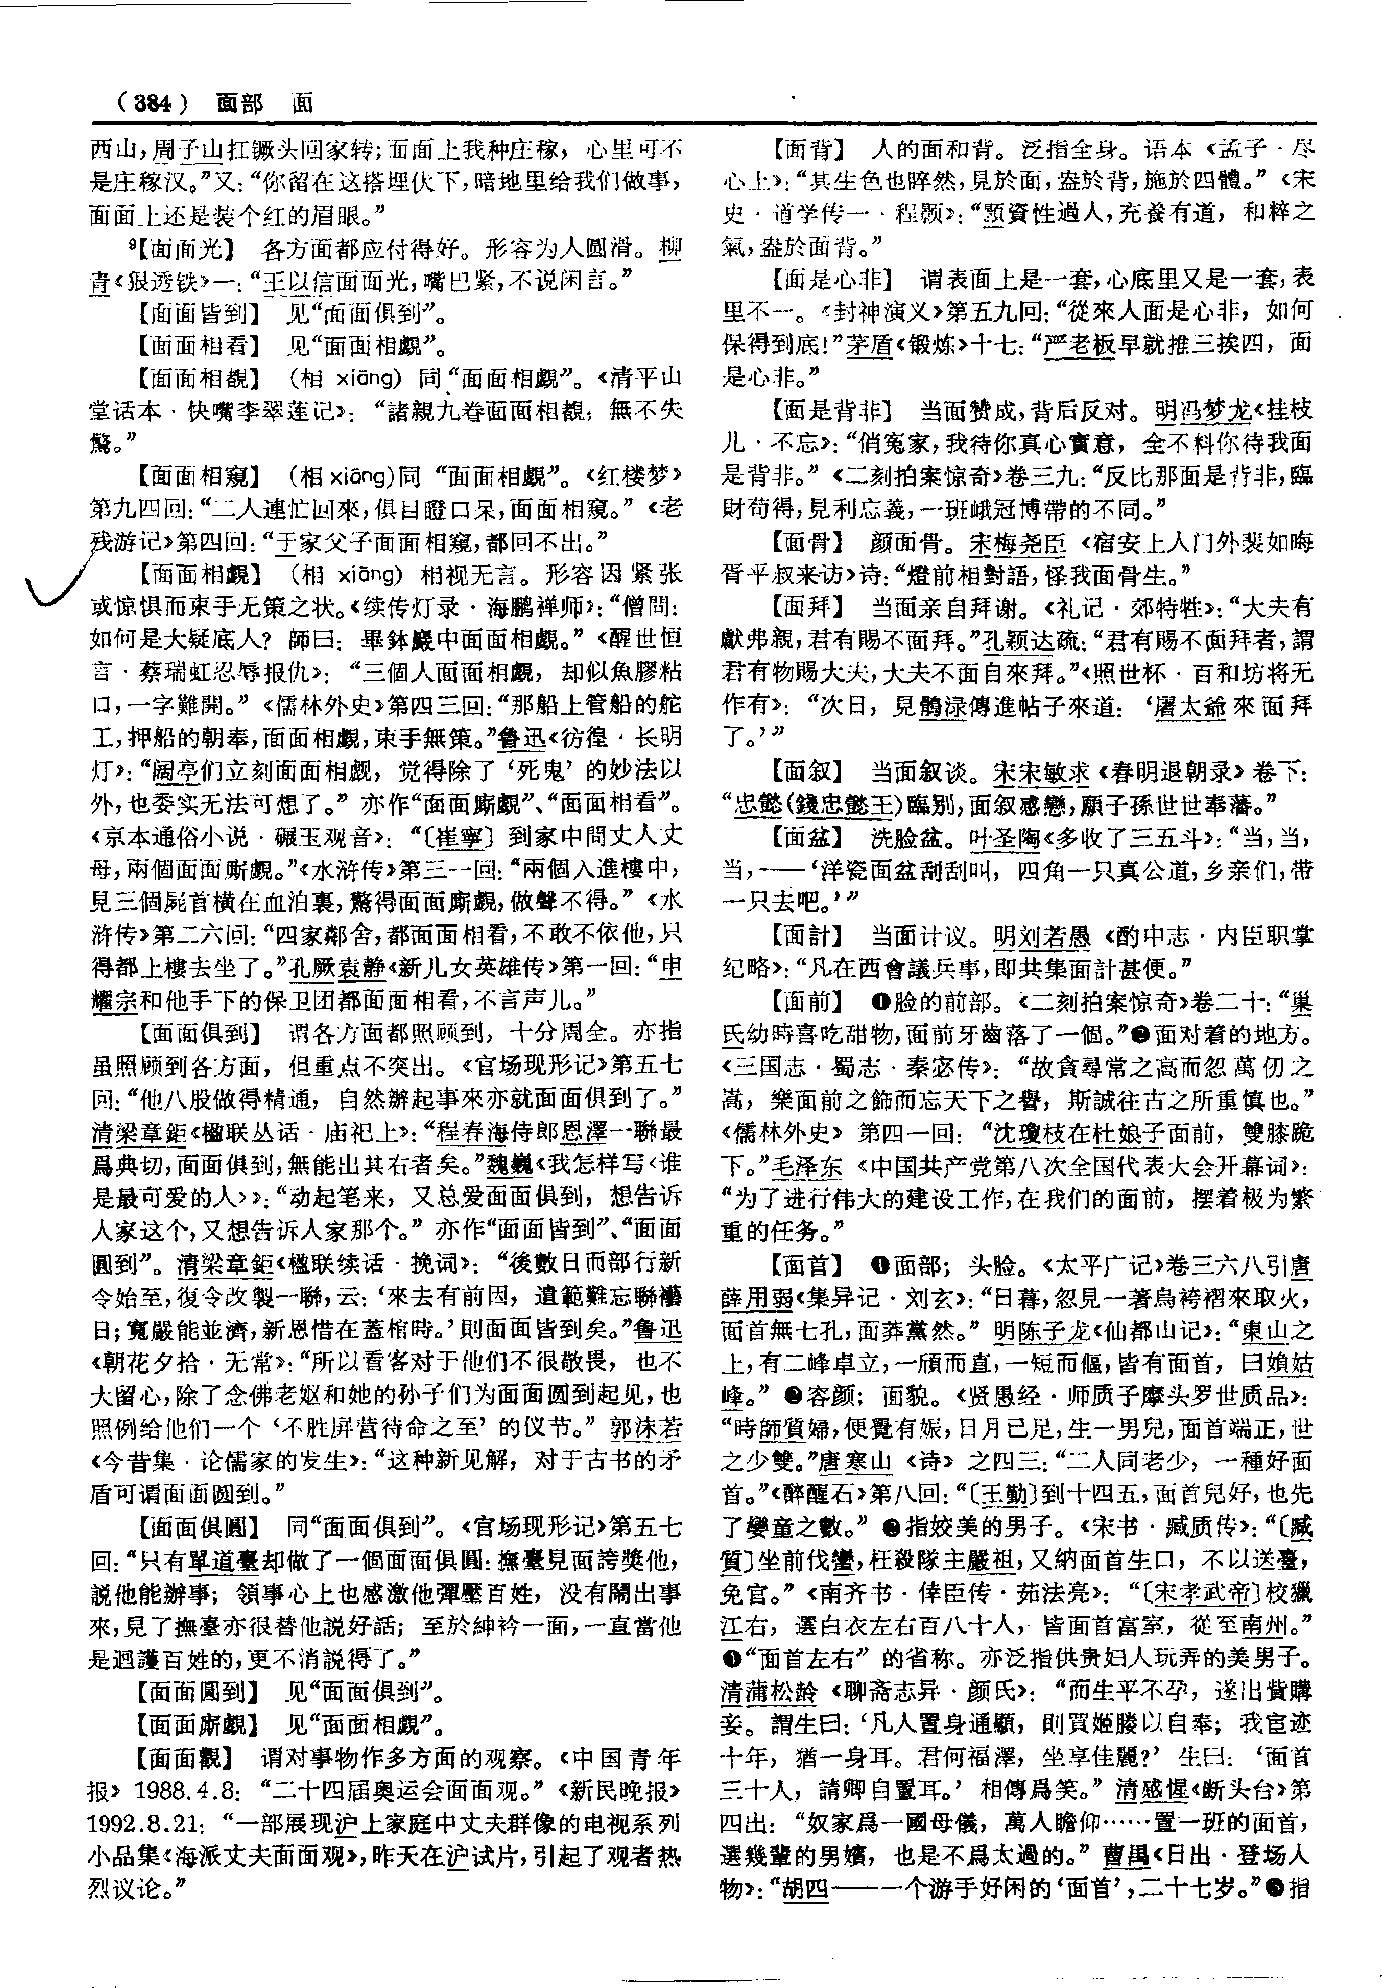 （384） 面部 面
西山，周子山扛镢头回家转；面面上我种庄稼，心里可不
是庄稼汉。”又：“你留在这搭埋伏下，暗地里给我们做事，
面面上还是装个红的眉眼。”
⁹【面面光】 各方面都应付得好。形容为人圆滑。柳
青《狠透铁》一：“王以信面面光，嘴巴紧，不说闲言。”
【面面皆到】 见“面面俱到”。
【面面相看】 见“面面相覷”。
【面面相覩】 (相 xiāng) 同“面面相覷”。《清平山
堂话本·快嘴李翠莲记》：“諸親九眷面面相覩，無不失
驚。”
【面面相窺】 (相 xiāng)同“面面相覷”。《红楼梦》
第九四回：“二人連忙回來，俱目瞪口呆，面面相窺。”《老
残游记》第四回：“于家父子面面相窺，都回不出。”
【面面相覷】 (相 xiāng) 相视无言。形容因紧张
或惊惧而束手无策之状。《续传灯录·海鹏禅师》：“僧問：
如何是大疑底人？師曰：畢鉢巖中面面相覷。”《醒世恒
言·蔡瑞虹忍辱报仇》：“三個人面面相覷，却似魚膠粘
口，一字難開。”《儒林外史》第四三回：“那船上管船的舵
工，押船的朝奉，面面相覷，束手無策。”鲁迅《彷徨·长明
灯》：“阔亭们立刻面面相觑，觉得除了‘死鬼’的妙法以
外，也委实无法可想了。”亦作“面面廝覷”、“面面相看”。
《京本通俗小说·碾玉观音》：“〔崔寧〕到家中問丈人丈
母，兩個面面廝覷。”《水浒传》第三一回：“兩個入進樓中，
見三個屍首横在血泊裏，驚得面面廝覷，做聲不得。”《水
浒传》第二六回：“四家鄰舍，都面面相看，不敢不依他，只
得都上樓去坐了。”孔厥袁静《新儿女英雄传》第一回：“申
耀宗和他手下的保卫团都面面相看，不言声儿。”
【面面俱到】 谓各方面都照顾到，十分周全。亦指
虽照顾到各方面，但重点不突出。《官场现形记》第五七
回：“他八股做得精通，自然辦起事來亦就面面俱到了。”
清梁章鉅《楹联丛话·庙祀上》：“程春海侍郎恩澤一聯最
爲典切，面面俱到，無能出其右者矣。”魏巍《我怎样写〈谁
是最可爱的人〉》：“动起笔来，又总爱面面俱到，想告诉
人家这个，又想告诉人家那个。”亦作“面面皆到”、“面面
圓到”。清梁章鉅《楹联续话·挽词》：“後數日而部行新
令始至，復令改製一聯，云：‘來去有前因，遺範難忘聯襼
日；寬嚴能並濟，新恩惜在蓋棺時。’則面面皆到矣。”鲁迅
《朝花夕拾·无常》：“所以看客对于他们不很敬畏，也不
大留心，除了念佛老妪和她的孙子们为面面圆到起见，也
照例给他们一个‘不胜屏营待命之至’的仪节。”郭沫若
《今昔集·论儒家的发生》：“这种新见解，对于古书的矛
盾可谓面面圆到。”
【面面俱圓】 同“面面俱到”。《官场现形记》第五七
回：“只有單道臺却做了一個面面俱圓：撫臺見面誇獎他，
説他能辦事；領事心上也感激他彈壓百姓，没有鬧出事
來，見了撫臺亦很替他説好話；至於紳衿一面，一直當他
是迴護百姓的，更不消説得了。”
【面面圓到】 见“面面俱到”。
【面面廝覷】 见“面面相覷”。
【面面觀】 谓对事物作多方面的观察。《中国青年
报》1988.4.8：“二十四届奥运会面面观。”《新民晚报》
1992.8.21：“一部展现沪上家庭中丈夫群像的电视系列
小品集《海派丈夫面面观》，昨天在沪试片，引起了观者热
烈议论。”
【面背】 人的面和背。泛指全身。语本《孟子·尽
心上》：“其生色也睟然，見於面，盎於背，施於四體。”《宋
史·道学传一·程颢》：“顥資性過人，充養有道，和粹之
氣，盎於面背。”
【面是心非】 谓表面上是一套，心底里又是一套，表
里不一。《封神演义》第五九回：“從來人面是心非，如何
保得到底！”茅盾《锻炼》十七：“严老板早就推三挨四，面
是心非。”
【面是背非】 当面赞成，背后反对。明冯梦龙《挂枝
儿·不忘》：“俏寃家，我待你真心實意，全不料你待我面
是背非。”《二刻拍案惊奇》卷三九：“反比那面是背非，臨
財苟得，見利忘義，一班峨冠博帶的不同。”
【面骨】 颜面骨。宋梅尧臣《宿安上人门外裴如晦
胥平叔来访》诗：“燈前相對語，怪我面骨生。”
【面拜】 当面亲自拜谢。《礼记·郊特牲》：“大夫有
獻弗親，君有賜不面拜。”孔颖达疏：“君有賜不面拜者，謂
君有物賜大夫，大夫不面自來拜。”《照世杯·百和坊将无
作有》：“次日，見鶻渌傳進帖子來道：‘屠太爺來面拜
了。’”
【面叙】 当面叙谈。宋宋敏求《春明退朝录》卷下：
“忠懿(錢忠懿王)臨别，面叙感戀，願子孫世世奉藩。”
【面盆】 洗脸盆。叶圣陶《多收了三五斗》：“当，当，
当，——‘洋瓷面盆刮刮叫，四角一只真公道，乡亲们，带
一只去吧。’”
【面計】 当面计议。明刘若愚《酌中志·内臣职掌
纪略》：“凡在西會議兵事，即共集面計甚便。”
【面前】 ❶脸的前部。《二刻拍案惊奇》卷二十：“巢
氏幼時喜吃甜物，面前牙齒落了一個。”❷面对着的地方。
《三国志·蜀志·秦宓传》：“故貪尋常之高而忽萬仞之
嵩，樂面前之飾而忘天下之譽，斯誠往古之所重慎也。”
《儒林外史》第四一回：“沈瓊枝在杜娘子面前，雙膝跪
下。”毛泽东《中国共产党第八次全国代表大会开幕词》：
“为了进行伟大的建设工作，在我们的面前，摆着极为繁
重的任务。”
【面首】 ❶面部；头脸。《太平广记》卷三六八引唐
薛用弱《集异记·刘玄》：“日暮，忽見一著烏袴褶來取火，
面首無七孔，面莽黨然。”明陈子龙《仙都山记》：“東山之
上，有二峰卓立，一頎而直，一短而傴，皆有面首，曰媍姑
峰。”❷容颜；面貌。《贤愚经·师质子摩头罗世质品》：
“時師質婦，便覺有娠，日月已足，生一男兒，面首端正，世
之少雙。”唐寒山《诗》之四三：“二人同老少，一種好面
首。”《醉醒石》第八回：“〔王勤〕到十四五，面首兒好，也先
了孌童之數。”❸指姣美的男子。《宋书·臧质传》：“〔臧
質〕坐前伐蠻，枉殺隊主嚴祖，又納面首生口，不以送臺，
免官。”《南齐书·倖臣传·茹法亮》：“〔宋孝武帝〕校獵
江右，選白衣左右百八十人，皆面首富室，從至南州。”
❹“面首左右”的省称。亦泛指供贵妇人玩弄的美男子。
清蒲松龄《聊斋志异·颜氏》：“而生平不孕，遂出貲購
妾。謂生曰：‘凡人置身通顯，則買姬媵以自奉；我宦迹
十年，猶一身耳。君何福澤，坐享佳麗？’生曰：‘面首
三十人，請卿自置耳。’相傳爲笑。”清感惺《断头台》第
四出：“奴家爲一國母儀，萬人瞻仰……置一班的面首，
選幾輩的男嬪，也是不爲太過的。”曹禺《日出·登场人
物》：“胡四——一个游手好闲的‘面首’，二十七岁。”❺指